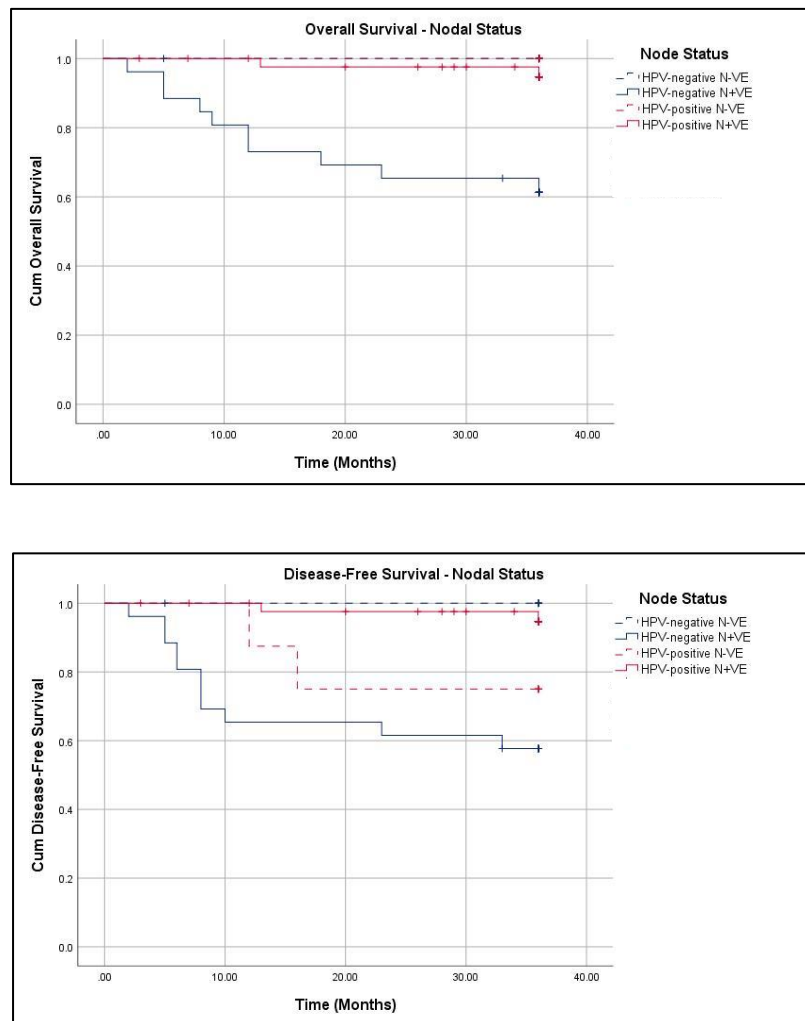 Overall Survival - Nodal Status
Node Status
HPV-negative N-VE
HPV-negative N+VE
HPV-positive N-VE
HPV-positive N+VE
Cum Overall Survival
1.0
0.8
0.6
0.4
0.2
0.0
.00 10.00 20.00 30.00 40.00
Time (Months)
Disease-Free Survival - Nodal Status
Node Status
HPV-negative N-VE
HPV-negative N+VE
HPV-positive N-VE
HPV-positive N+VE
Cum Disease-Free Survival
1.0
0.8
0.6
0.4
0.2
0.0
.00 10.00 20.00 30.00 40.00
Time (Months)